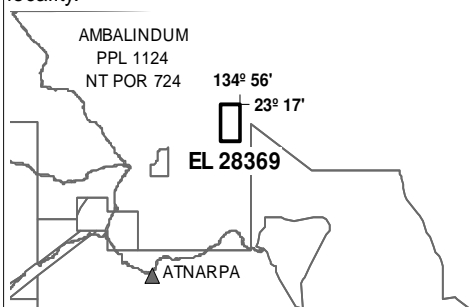 locality.
AMBALINDUM
PPL 1124
NT POR 724
134º 56'
23º 17'
EL 28369
ATNARPA